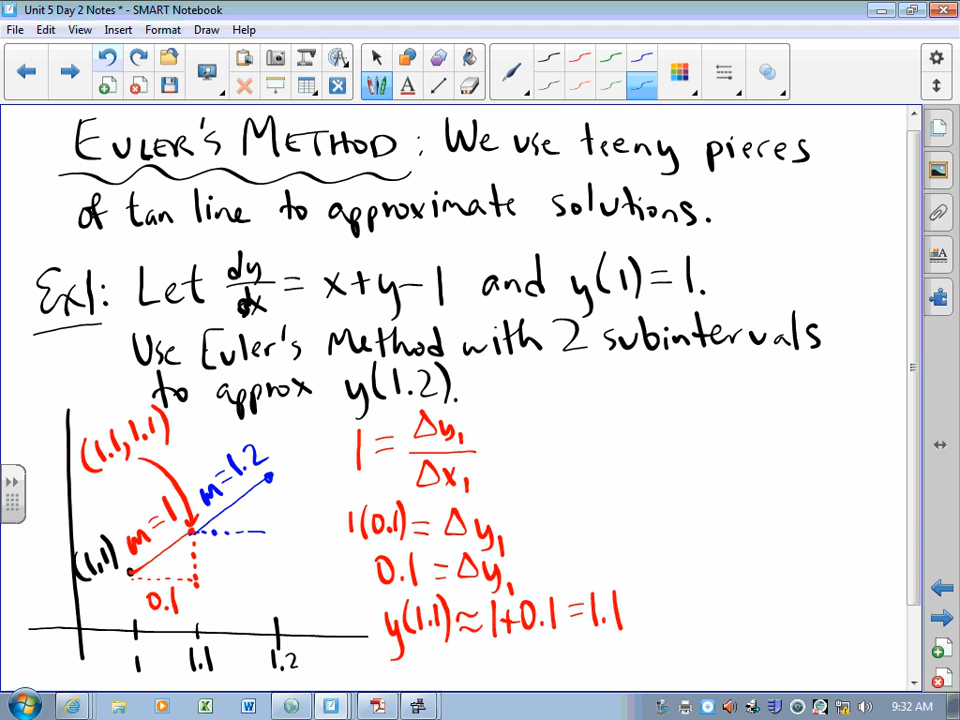 Unit 5 Day 2 Notes * - SMART Notebook
File Edit View Insert Format Draw Help
EULER'S METHOD : We use teeny pieces
of tan line to approximate solutions.
Ex1: Let dy/dx = x+y-1 and y(1)=1.
Use Euler's Method with 2 subintervals
to approx y(1.2).
(1.1,1.1)
m=1.2
m=1
(1,1)
0.1
1 1.1 1.2
1 = Δy₁/Δx₁
1(0.1) = Δy₁
0.1 = Δy₁
y(1.1) ≈ 1+0.1 = 1.1
9:32 AM